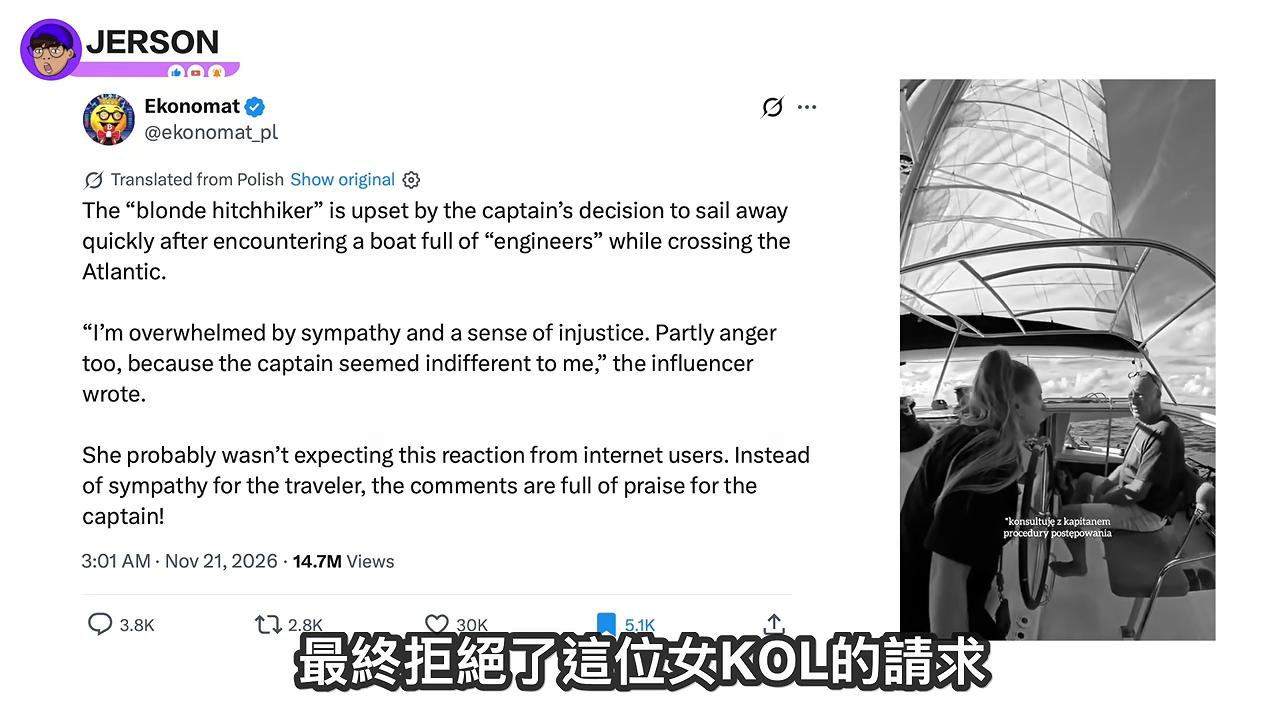 JERSON
Ekonomat
@ekonomat_pl
Translated from Polish Show original
The “blonde hitchhiker” is upset by the captain’s decision to sail away
quickly after encountering a boat full of “engineers” while crossing the
Atlantic.
“I’m overwhelmed by sympathy and a sense of injustice. Partly anger
too, because the captain seemed indifferent to me,” the influencer
wrote.
She probably wasn’t expecting this reaction from internet users. Instead
of sympathy for the traveler, the comments are full of praise for the
captain!
3:01 AM · Nov 21, 2026 · 14.7M Views
3.8K 2.8K 30K 5.1K
*konsultuję z kapitanem
procedury postępowania
最終拒絕了這位女KOL的請求